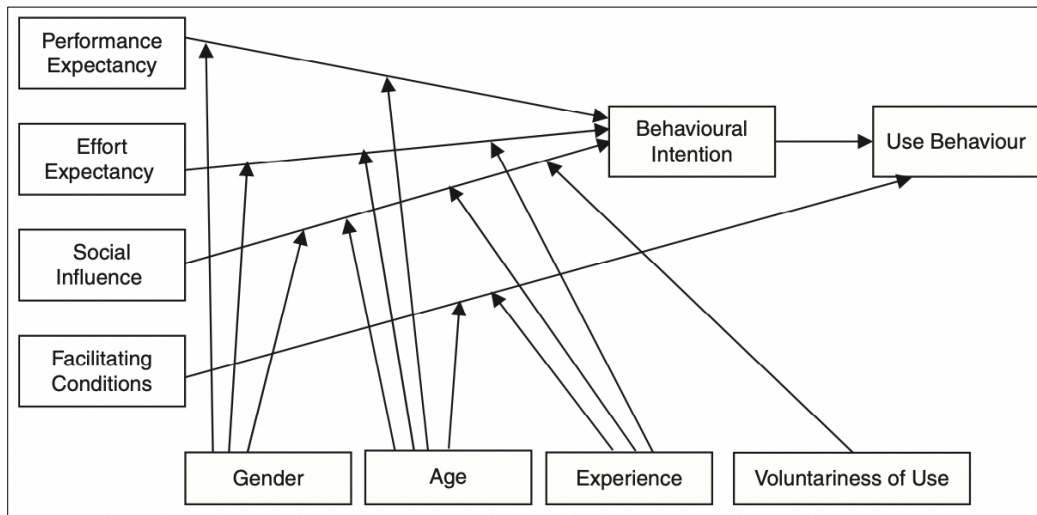 Performance
Expectancy
Effort
Expectancy
Social
Influence
Facilitating
Conditions
Behavioural
Intention
Use Behaviour
Gender
Age
Experience
Voluntariness of Use